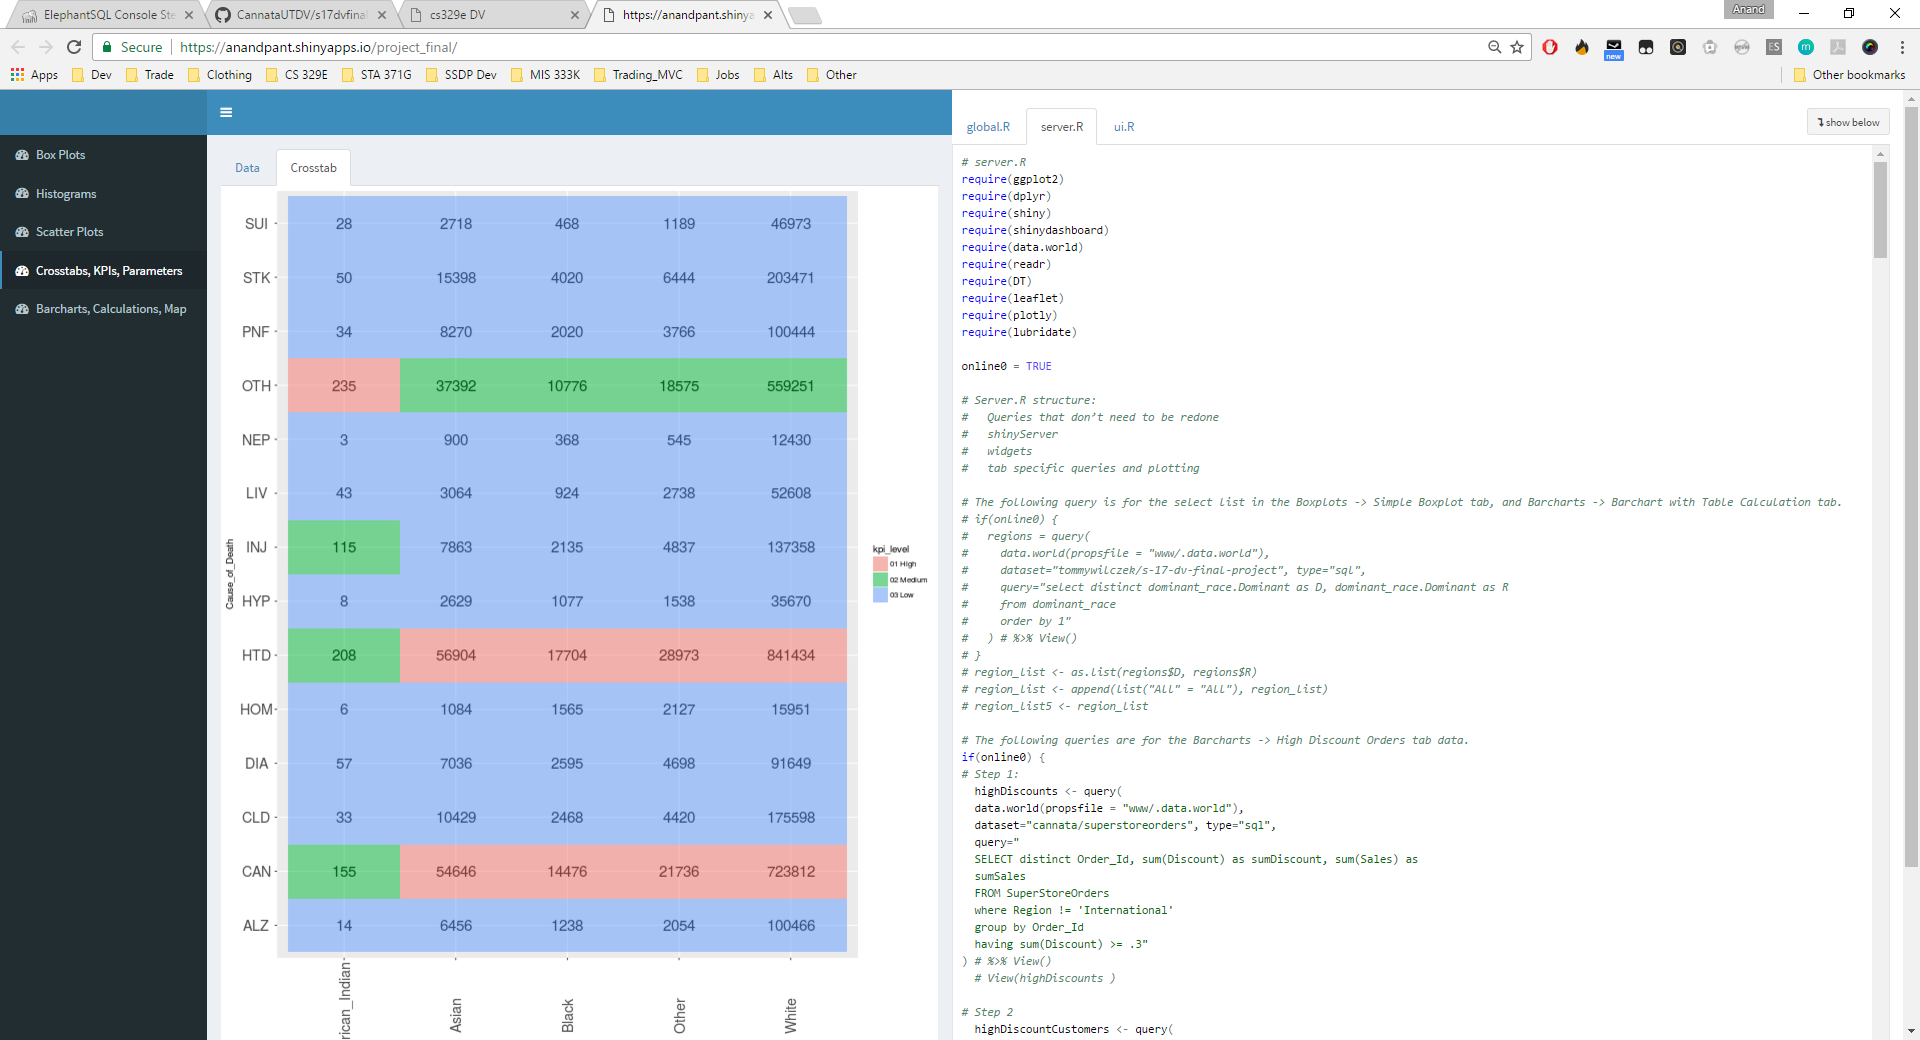 ElephantSQL Console Ste
CannataUTDV/s17dvfinal
cs329e DV
https://anandpant.shinya
Anand
Secure https://anandpant.shinyapps.io/project_final/
new
ES
m
Apps Dev Trade Clothing CS 329E STA 371G SSDP Dev MIS 333K Trading_MVC Jobs Alts Other Other bookmarks
Box Plots
Histograms
Scatter Plots
Crosstabs, KPIs, Parameters
Barcharts, Calculations, Map
Data Crosstab
Cause_of_Death
SUI 28 2718 468 1189 46973
STK 50 15398 4020 6444 203471
PNF 34 8270 2020 3766 100444
OTH 235 37392 10776 18575 559251
NEP 3 900 368 545 12430
LIV 43 3064 924 2738 52608
INJ 115 7863 2135 4837 137358
HYP 8 2629 1077 1538 35670
HTD 208 56904 17704 28973 841434
HOM 6 1084 1565 2127 15951
DIA 57 7036 2595 4698 91649
CLD 33 10429 2468 4420 175598
CAN 155 54646 14476 21736 723812
ALZ 14 6456 1238 2054 100466
rican_Indian Asian Black Other White
kpi_level
01 High
02 Medium
03 Low
global.R server.R ui.R
show below
# server.R
require(ggplot2)
require(dplyr)
require(shiny)
require(shinydashboard)
require(data.world)
require(readr)
require(DT)
require(leaflet)
require(plotly)
require(lubridate)
online0 = TRUE
# Server.R structure:
#   Queries that don't need to be redone
#   shinyServer
#   widgets
#   tab specific queries and plotting
# The following query is for the select list in the Boxplots -> Simple Boxplot tab, and Barcharts -> Barchart with Table Calculation tab.
# if(online0) {
#   regions = query(
#     data.world(propsfile = "www/.data.world"),
#     dataset="tommywilczek/s-17-dv-final-project", type="sql",
#     query="select distinct dominant_race.Dominant as D, dominant_race.Dominant as R
#     from dominant_race
#     order by 1"
#   ) # %>% View()
# }
# region_list <- as.list(regions$D, regions$R)
# region_list <- append(list("All" = "All"), region_list)
# region_list5 <- region_list
# The following queries are for the Barcharts -> High Discount Orders tab data.
if(online0) {
# Step 1:
  highDiscounts <- query(
  data.world(propsfile = "www/.data.world"),
  dataset="cannata/superstoreorders", type="sql",
  query="
  SELECT distinct Order_Id, sum(Discount) as sumDiscount, sum(Sales) as
  sumSales
  FROM SuperStoreOrders
  where Region != 'International'
  group by Order_Id
  having sum(Discount) >= .3"
) # %>% View()
  # View(highDiscounts )
# Step 2
  highDiscountCustomers <- query(